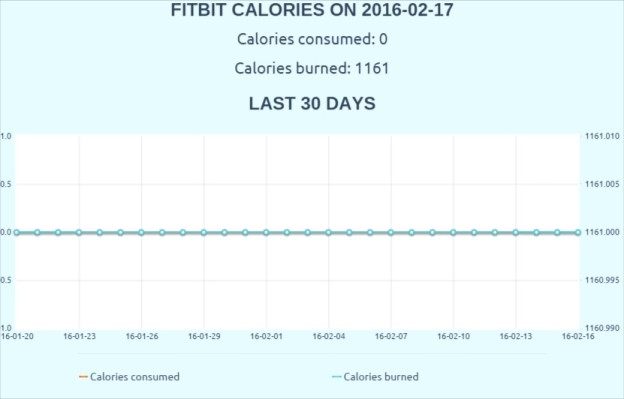 FITBIT CALORIES ON 2016-02-17
Calories consumed: 0
Calories burned: 1161
LAST 30 DAYS
1.0 1161.010
0.5 1161.005
0.0 1161.000
0.5 1160.995
1.0 1160.990
16-01-20 16-01-23 16-01-26 16-01-29 16-02-01 16-02-04 16-02-07 16-02-10 16-02-13 16-02-16
Calories consumed Calories burned